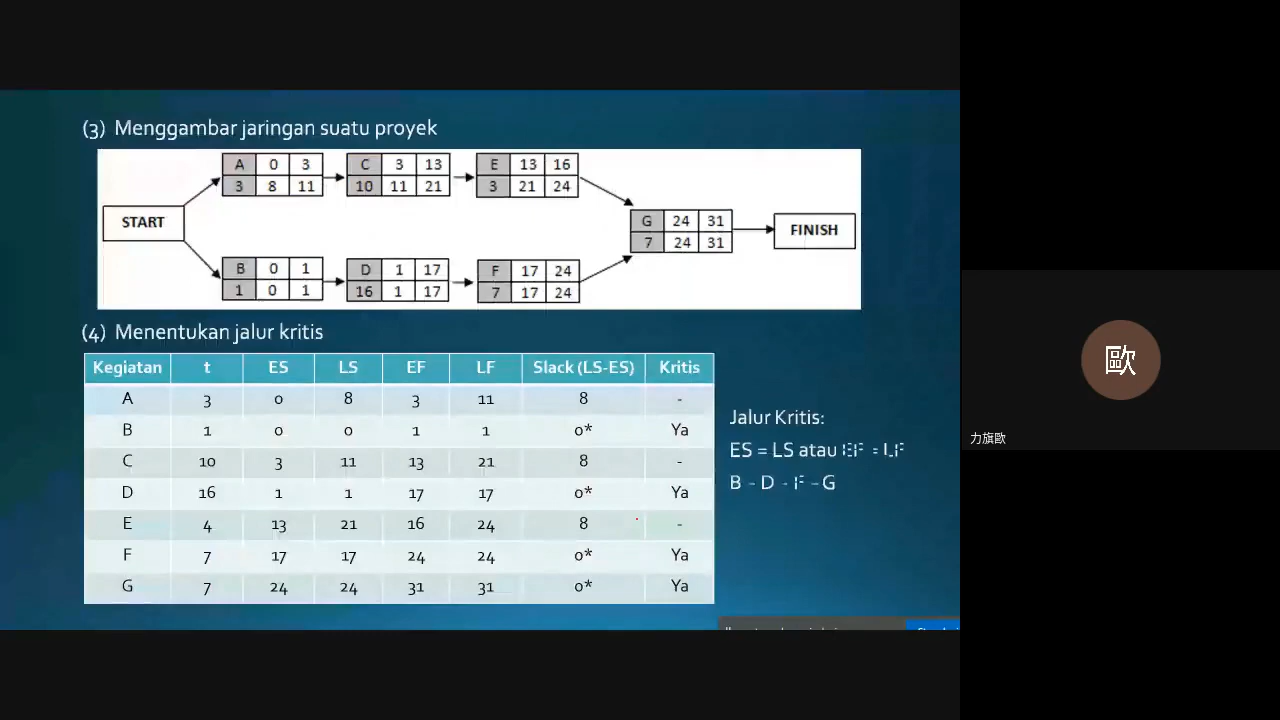 (3) Menggambar jaringan suatu proyek
A 0 3 C 3 13 E 13 16
3 8 11 10 11 21 3 21 24
START
G 24 31
7 24 31
FINISH
B 0 1 D 1 17 F 17 24
1 0 1 16 1 17 7 17 24
(4) Menentukan jalur kritis
Kegiatan t ES LS EF LF Slack (LS-ES) Kritis
A 3 0 8 3 11 8 -
B 1 0 0 1 1 0* Ya
C 10 3 11 13 21 8 -
D 16 1 1 17 17 0* Ya
E 4 13 21 16 24 8 -
F 7 17 17 24 24 0* Ya
G 7 24 24 31 31 0* Ya
Jalur Kritis:
ES = LS atau EF = LF
B - D - F - G
歐
力旗歐